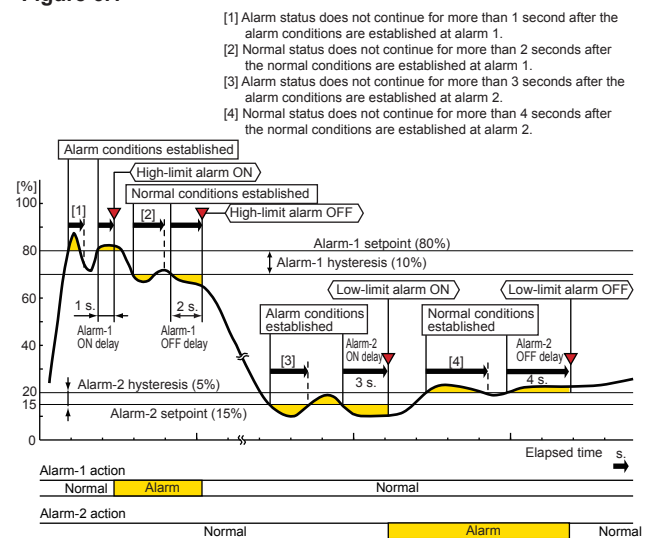 [1] Alarm status does not continue for more than 1 second after the
alarm conditions are established at alarm 1.
[2] Normal status does not continue for more than 2 seconds after
the normal conditions are established at alarm 1.
[3] Alarm status does not continue for more than 3 seconds after the
alarm conditions are established at alarm 2.
[4] Normal status does not continue for more than 4 seconds after
the normal conditions are established at alarm 2.
Alarm conditions established
High-limit alarm ON
[%]
Normal conditions established
100
[1]
[2]
High-limit alarm OFF
Alarm-1 setpoint (80%)
80
Alarm-1 hysteresis (10%)
Low-limit alarm ON
Low-limit alarm OFF
60
1 s.
2 s.
Alarm conditions
established
Normal conditions
established
Alarm-1
ON delay
Alarm-1
OFF delay
Alarm-2
ON delay
Alarm-2
OFF delay
40
[3]
3 s.
[4]
4 s.
Alarm-2 hysteresis (5%)
20
15
Alarm-2 setpoint (15%)
0
Elapsed time s.
Alarm-1 action
Normal Alarm Normal
Alarm-2 action
Normal Alarm Normal